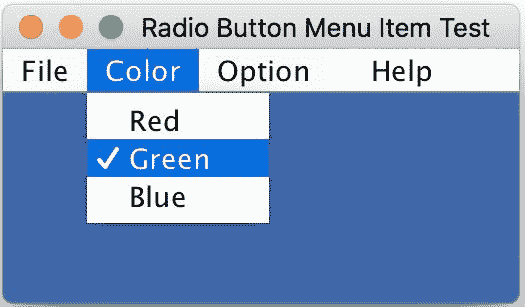 Radio Button Menu Item Test
File Color Option Help
Red
✓ Green
Blue